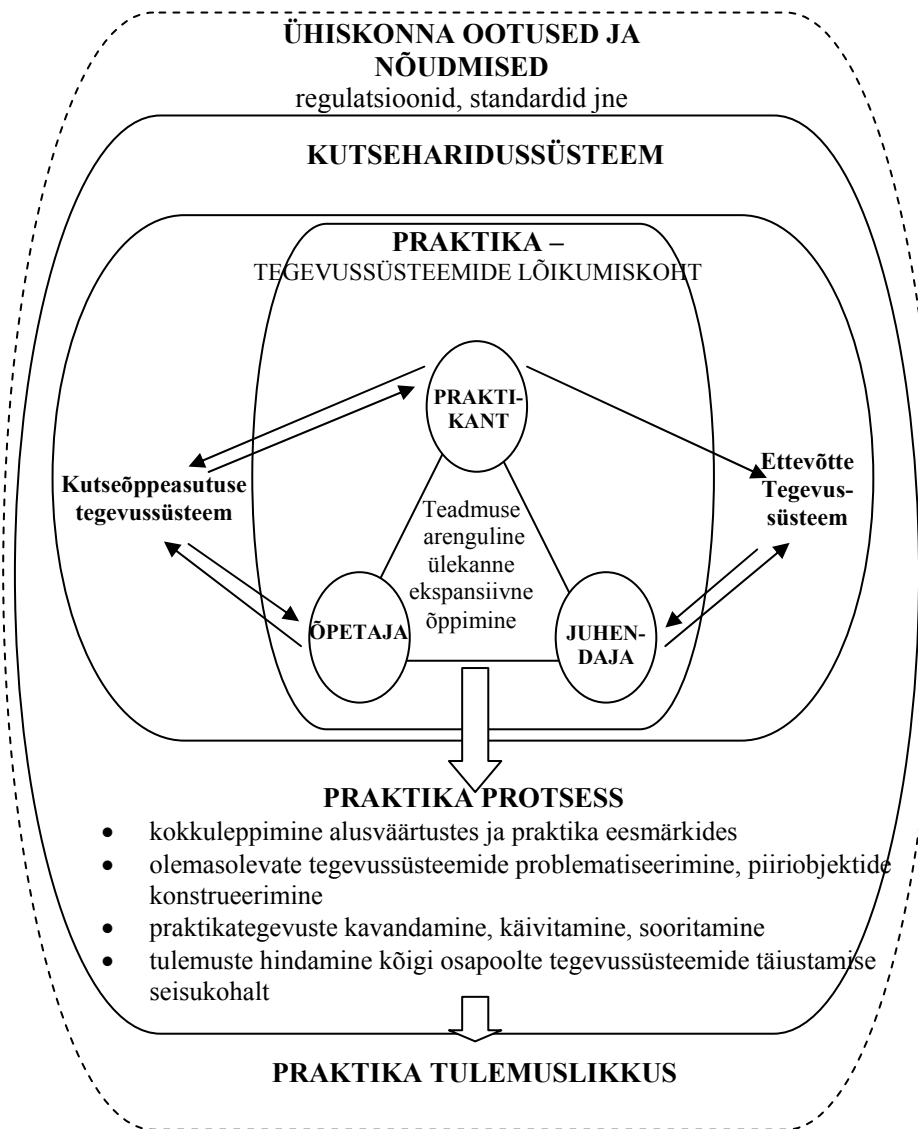 ÜHISKONNA OOTUSED JA
NÕUDMISED
regulatsioonid, standardid jne
KUTSEHARIDUSSÜSTEEM
PRAKTIKA –
TEGEVUSSÜSTEEMIDE LÕIKUMISKOHT
PRAKTI-
KANT
Kutseõppeasutuse
tegevussüsteem
Ettevõtte
Tegevus-
süsteem
Teadmuse
arenguline
ülekanne
ekspansiivne
õppimine
ÕPETAJA
JUHEN-
DAJA
PRAKTIKA PROTSESS
• kokkuleppimine alusväärtustes ja praktika eesmärkides
• olemasolevate tegevussüsteemide problematiseerimine, piiriobjektide
konstrueerimine
• praktikategevuste kavandamine, käivitamine, sooritamine
• tulemuste hindamine kõigi osapoolte tegevussüsteemide täiustamise
seisukohalt
PRAKTIKA TULEMUSLIKKUS